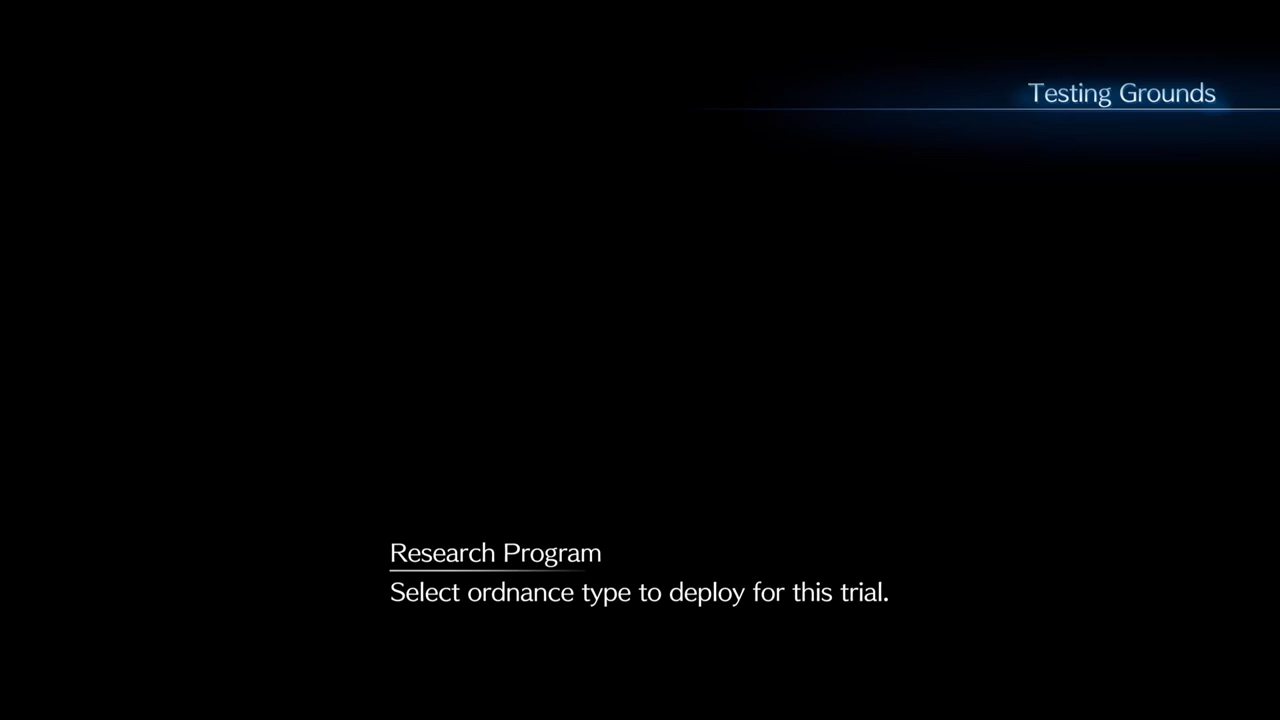 Testing Grounds
Research Program
Select ordnance type to deploy for this trial.